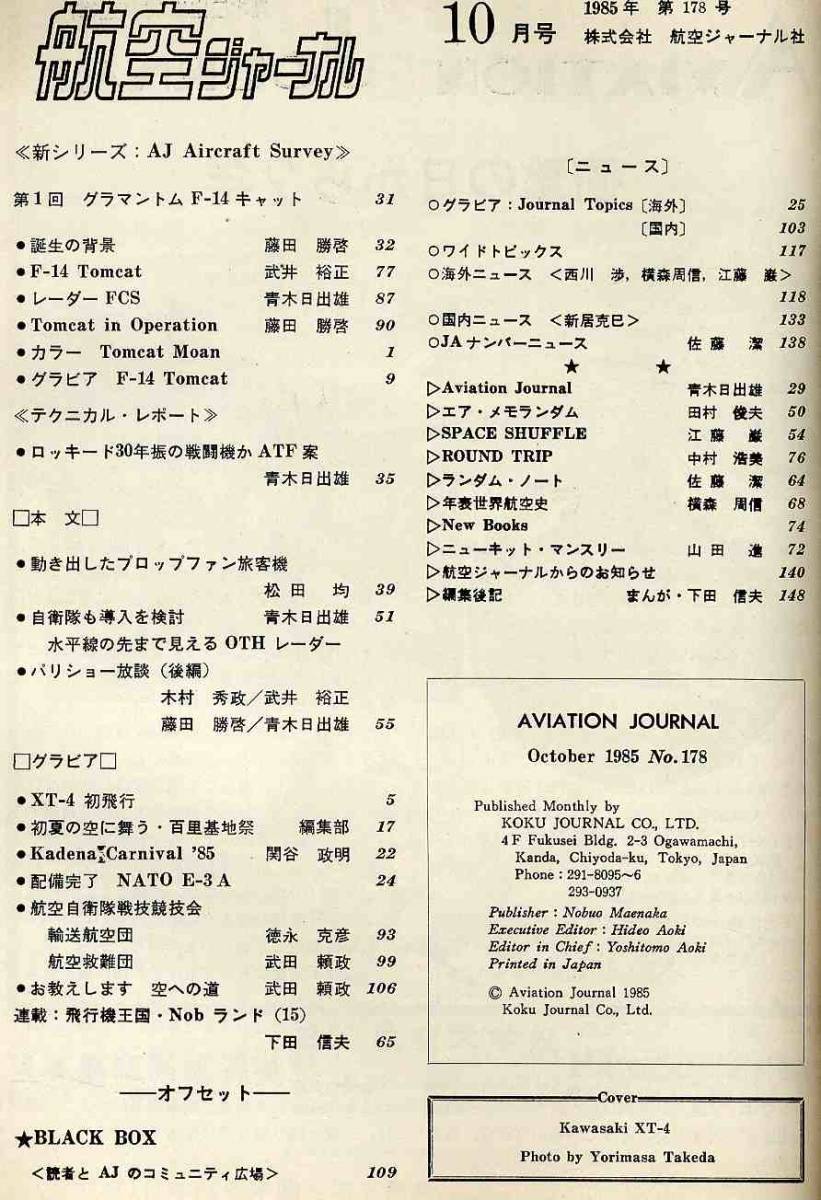 航空ジャーナル
10月号
1985年 第178号
株式会社 航空ジャーナル社
≪新シリーズ：AJ Aircraft Survey≫
第1回 グラマントム F-14 キャット 31
●誕生の背景 藤田 勝啓 32
●F-14 Tomcat 武井 裕正 77
●レーダー FCS 青木日出雄 87
●Tomcat in Operation 藤田 勝啓 90
●カラー Tomcat Moan 1
●グラビア F-14 Tomcat 9
≪テクニカル・レポート≫
●ロッキード30年振の戦闘機か ATF 案
青木日出雄 35
□本 文□
●動き出したプロップファン旅客機
松田 均 39
●自衛隊も導入を検討 青木日出雄 51
水平線の先まで見える OTH レーダー
●パリショー放談（後編）
木村 秀政／武井 裕正
藤田 勝啓／青木日出雄 55
□グラビア□
●XT-4 初飛行 5
●初夏の空に舞う・百里基地祭 編集部 17
●Kadena Carnival '85 関谷 政明 22
●配備完了 NATO E-3A 24
●航空自衛隊戦技競技会
輸送航空団 徳永 克彦 93
航空救難団 武田 頼政 99
●お教えします 空への道 武田 頼政 106
連載：飛行機王国・Nob ランド（15）
下田 信夫 65
──オフセット──
★BLACK BOX
＜読者と AJ のコミュニティ広場＞ 109
〔ニュース〕
○グラビア：Journal Topics〔海外〕 25
〔国内〕 103
○ワイドトピックス 117
○海外ニュース ＜西川 渉，横森周信，江藤 巌＞
118
○国内ニュース ＜新居克巳＞ 133
○JAナンバーニュース 佐藤 潔 138
★ ★
▷Aviation Journal 青木日出雄 29
▷エア・メモランダム 田村 俊夫 50
▷SPACE SHUFFLE 江藤 巌 54
▷ROUND TRIP 中村 浩美 76
▷ランダム・ノート 佐藤 潔 64
▷年表世界航空史 横森 周信 68
▷New Books 74
▷ニューキット・マンスリー 山田 進 72
▷航空ジャーナルからのお知らせ 140
▷編集後記 まんが・下田 信夫 148
AVIATION JOURNAL
October 1985 No.178
Published Monthly by
KOKU JOURNAL CO., LTD.
4F Fukusei Bldg. 2-3 Ogawamachi,
Kanda, Chiyoda-ku, Tokyo, Japan
Phone：291-8095〜6
293-0937
Publisher：Nobuo Maenaka
Executive Editor：Hideo Aoki
Editor in Chief：Yoshitomo Aoki
Printed in Japan
© Aviation Journal 1985
Koku Journal Co., Ltd.
Cover
Kawasaki XT-4
Photo by Yorimasa Takeda